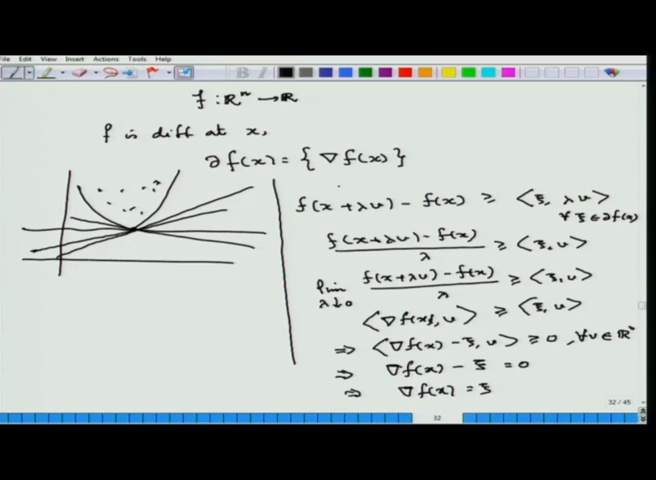 File Edit View Insert Actions Tools Help
f : ℝⁿ → ℝ
f is diff at x,
∂f(x) = {∇f(x)}
f(x+λv) - f(x) ≥ ⟨ξ, λv⟩
∀ ξ ∈ ∂f(x)
f(x+λv) - f(x) / λ ≥ ⟨ξ, v⟩
lim λ↓0 f(x+λv) - f(x) / λ ≥ ⟨ξ, v⟩
⟨∇f(x), v⟩ ≥ ⟨ξ, v⟩
⇒ ⟨∇f(x) - ξ, v⟩ ≥ 0, ∀v ∈ ℝⁿ
⇒ ∇f(x) - ξ = 0
⇒ ∇f(x) = ξ
32 / 45
32